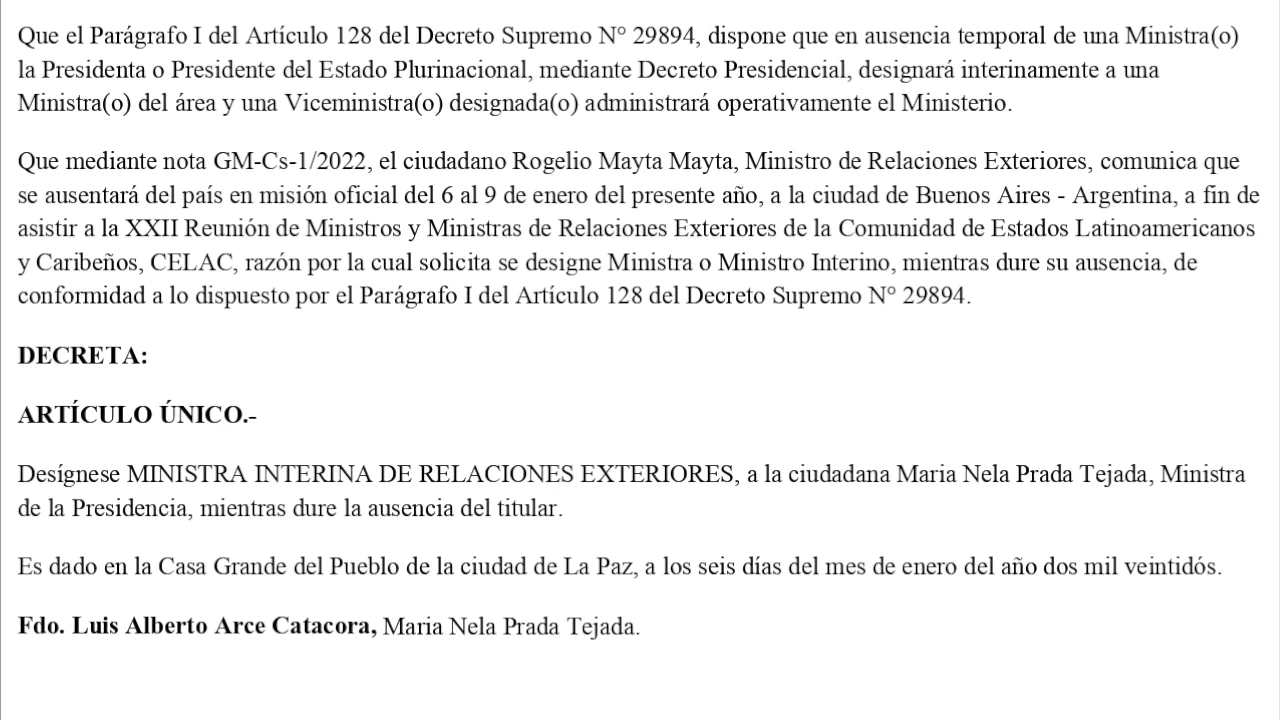 Que el Parágrafo I del Artículo 128 del Decreto Supremo N° 29894, dispone que en ausencia temporal de una Ministra(o)
la Presidenta o Presidente del Estado Plurinacional, mediante Decreto Presidencial, designará interinamente a una
Ministra(o) del área y una Viceministra(o) designada(o) administrará operativamente el Ministerio.
Que mediante nota GM-Cs-1/2022, el ciudadano Rogelio Mayta Mayta, Ministro de Relaciones Exteriores, comunica que
se ausentará del país en misión oficial del 6 al 9 de enero del presente año, a la ciudad de Buenos Aires - Argentina, a fin de
asistir a la XXII Reunión de Ministros y Ministras de Relaciones Exteriores de la Comunidad de Estados Latinoamericanos
y Caribeños, CELAC, razón por la cual solicita se designe Ministra o Ministro Interino, mientras dure su ausencia, de
conformidad a lo dispuesto por el Parágrafo I del Artículo 128 del Decreto Supremo N° 29894.
DECRETA:
ARTÍCULO ÚNICO.-
Desígnese MINISTRA INTERINA DE RELACIONES EXTERIORES, a la ciudadana Maria Nela Prada Tejada, Ministra
de la Presidencia, mientras dure la ausencia del titular.
Es dado en la Casa Grande del Pueblo de la ciudad de La Paz, a los seis días del mes de enero del año dos mil veintidós.
Fdo. Luis Alberto Arce Catacora, Maria Nela Prada Tejada.